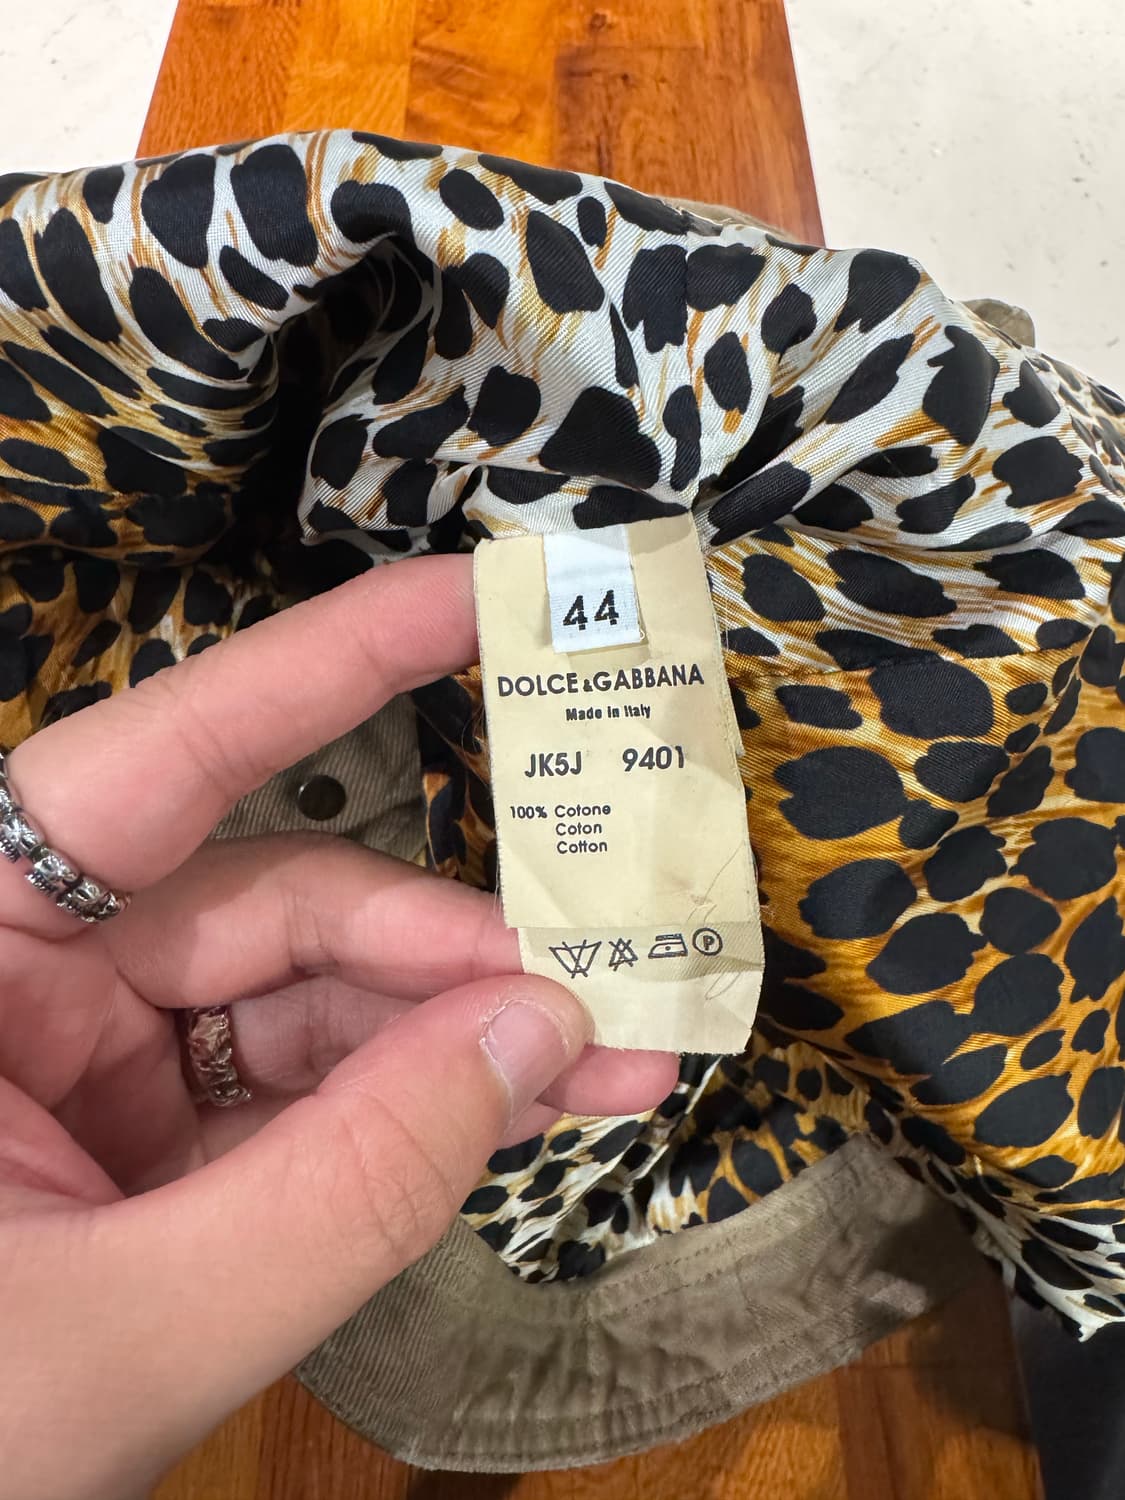 44
DOLCE & GABBANA
Made in Italy
JK5J 9401
100% Cotone
Coton
Cotton
P